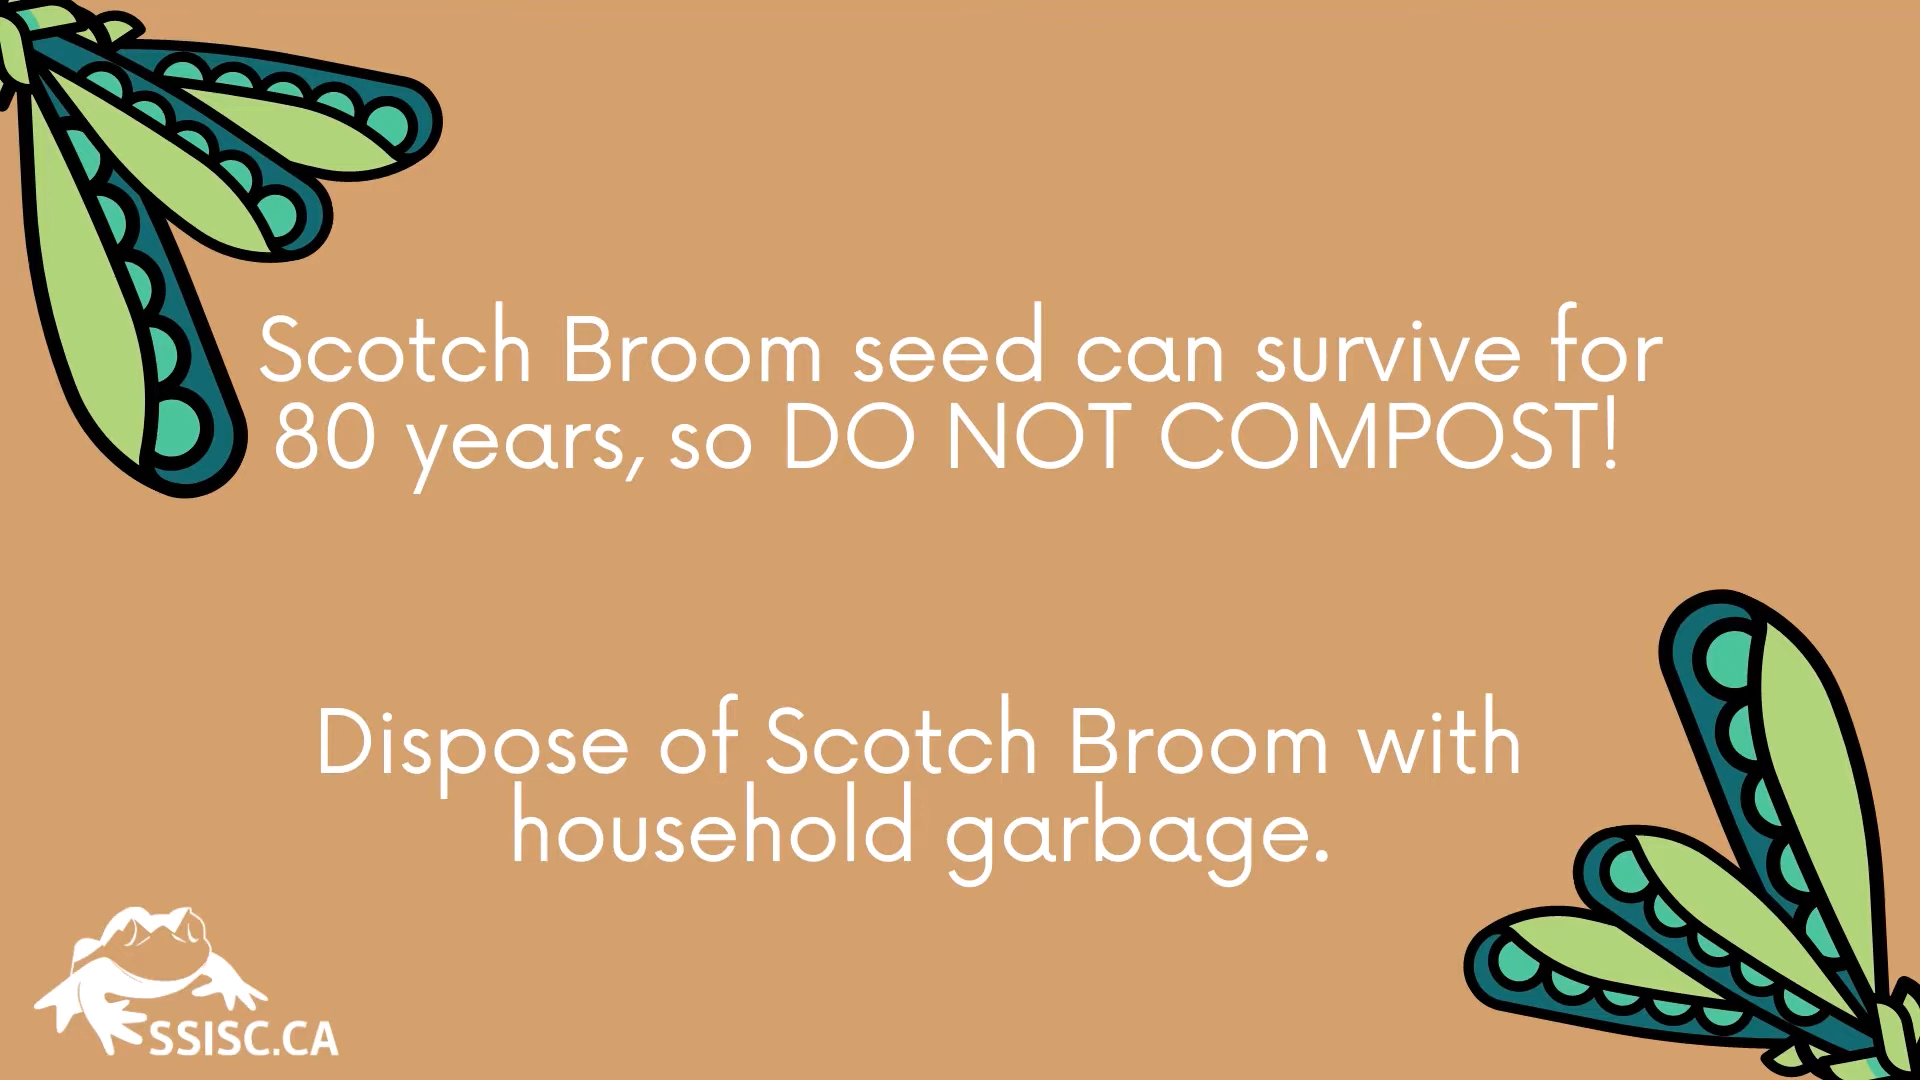 Scotch Broom seed can survive for
80 years, so DO NOT COMPOST!
Dispose of Scotch Broom with
household garbage.
SSISC.CA